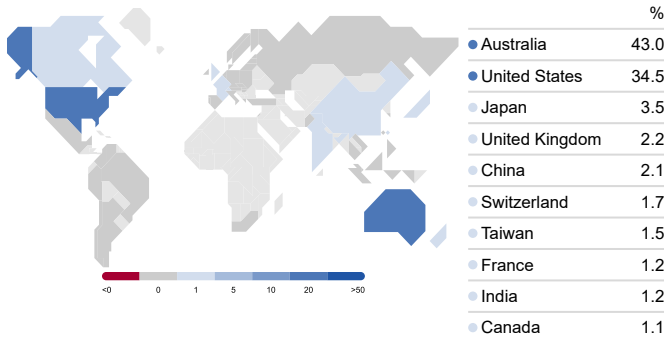 %
Australia 43.0
United States 34.5
Japan 3.5
United Kingdom 2.2
China 2.1
Switzerland 1.7
Taiwan 1.5
France 1.2
India 1.2
Canada 1.1
<0 0 1 5 10 20 >50